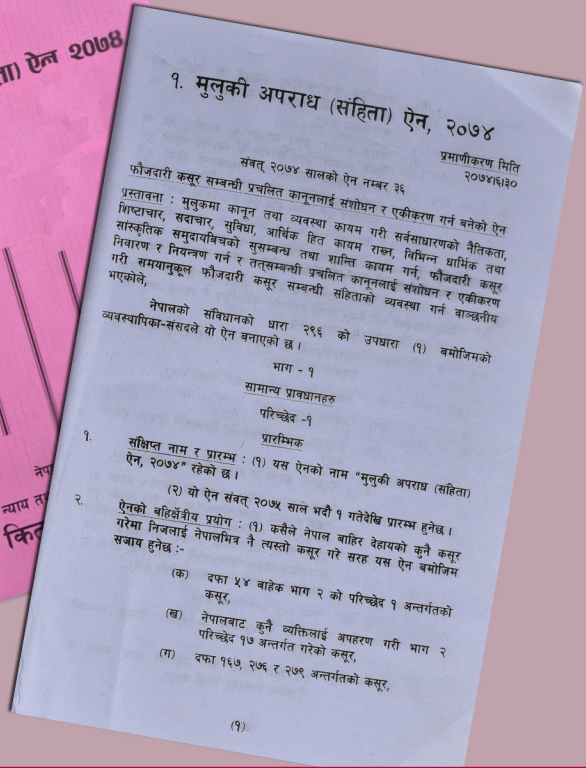 ता) ऐन २०७४
१. मुलुकी अपराध (संहिता) ऐन, २०७४
प्रमाणीकरण मिति
२०७४।६।३०
संवत् २०७४ सालको ऐन नम्बर ३६
फौजदारी कसूर सम्बन्धी प्रचलित कानूनलाई संशोधन र एकीकरण गर्न बनेको ऐन
प्रस्तावना : मुलुकमा कानून तथा व्यवस्था कायम गरी सर्वसाधारणको नैतिकता,
शिष्टाचार, सदाचार, सुविधा, आर्थिक हित कायम राख्न, विभिन्न धार्मिक तथा
सांस्कृतिक समुदायबिचको सुसम्बन्ध तथा शान्ति कायम गर्न, फौजदारी कसूर
निवारण र नियन्त्रण गर्न र तत्सम्बन्धी प्रचलित कानूनलाई संशोधन र एकीकरण
गरी समयानुकुल फौजदारी कसूर सम्बन्धी संहिताको व्यवस्था गर्न वाञ्छनीय
भएकोले,
नेपालको संविधानको धारा २९६ को उपधारा (१) बमोजिमको
व्यवस्थापिका-संसदले यो ऐन बनाएको छ ।
भाग - १
सामान्य प्रावधानहरु
परिच्छेद -१
प्रारम्भिक
१. संक्षिप्त नाम र प्रारम्भ : (१) यस ऐनको नाम “मुलुकी अपराध (संहिता)
ऐन, २०७४” रहेको छ ।
(२) यो ऐन संवत् २०७५ साल भदौ १ गतेदेखि प्रारम्भ हुनेछ ।
२. ऐनको बहिर्क्षेत्रीय प्रयोग : (१) कसैले नेपाल बाहिर देहायको कुनै कसूर
गरेमा निजलाई नेपालभित्र नै त्यस्तो कसूर गरे सरह यस ऐन बमोजिम
सजाय हुनेछ :-
(क) दफा ५४ बाहेक भाग २ को परिच्छेद १ अन्तर्गतको
कसूर,
(ख) नेपालबाट कुनै व्यक्तिलाई अपहरण गरी भाग २
परिच्छेद १७ अन्तर्गत गरेको कसूर,
(ग) दफा १६७, २७६ र २७९ अन्तर्गतको कसूर,
(१)
नेपा
न्याय त
कित